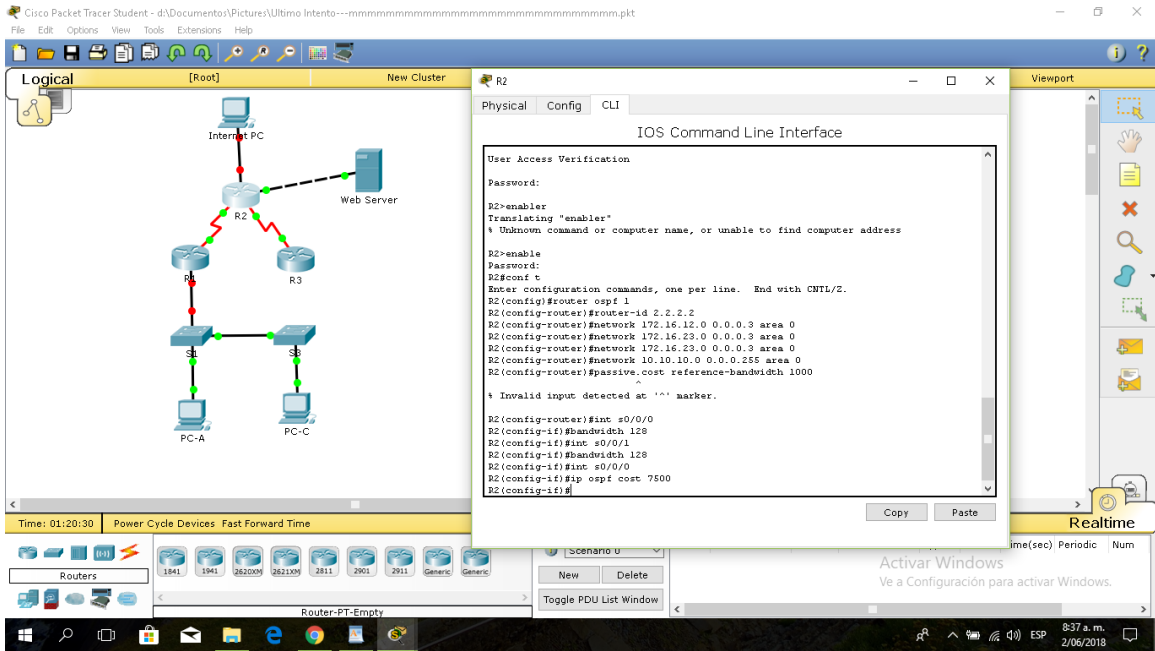 Cisco Packet Tracer Student - d:\Documentos\Pictures\Ultimo Intento---mmmmmmmmmmmmmmmmmmmmmmmmmmmmmmmmm.pkt
File Edit Options View Tools Extensions Help
Logical [Root] New Cluster Viewport
R2
Physical Config CLI
IOS Command Line Interface
User Access Verification
Password:
R2>enabler
Translating "enabler"
% Unknown command or computer name, or unable to find computer address
R2>enable
Password:
R2#conf t
Enter configuration commands, one per line. End with CNTL/Z.
R2(config)#router ospf 1
R2(config-router)#router-id 2.2.2.2
R2(config-router)#network 172.16.12.0 0.0.0.3 area 0
R2(config-router)#network 172.16.23.0 0.0.0.3 area 0
R2(config-router)#network 172.16.23.0 0.0.0.3 area 0
R2(config-router)#network 10.10.10.0 0.0.0.255 area 0
R2(config-router)#passive.cost reference-bandwidth 1000
^
% Invalid input detected at '^' marker.
R2(config-router)#int s0/0/0
R2(config-if)#bandwidth 128
R2(config-if)#int s0/0/1
R2(config-if)#bandwidth 128
R2(config-if)#int s0/0/0
R2(config-if)#ip ospf cost 7500
R2(config-if)#
Copy Paste
Internet PC
Web Server
R2
R1
R3
S1
S3
PC-A
PC-C
Time: 01:20:30 Power Cycle Devices Fast Forward Time
Realtime
Routers
1841 1941 2620XM 2621XM 2811 2901 2911 Generic Generic
Router-PT-Empty
Scenario 0
New Delete
Toggle PDU List Window
ime(sec) Periodic Num
Activar Windows
Ve a Configuración para activar Windows.
ESP
8:37 a. m.
2/06/2018